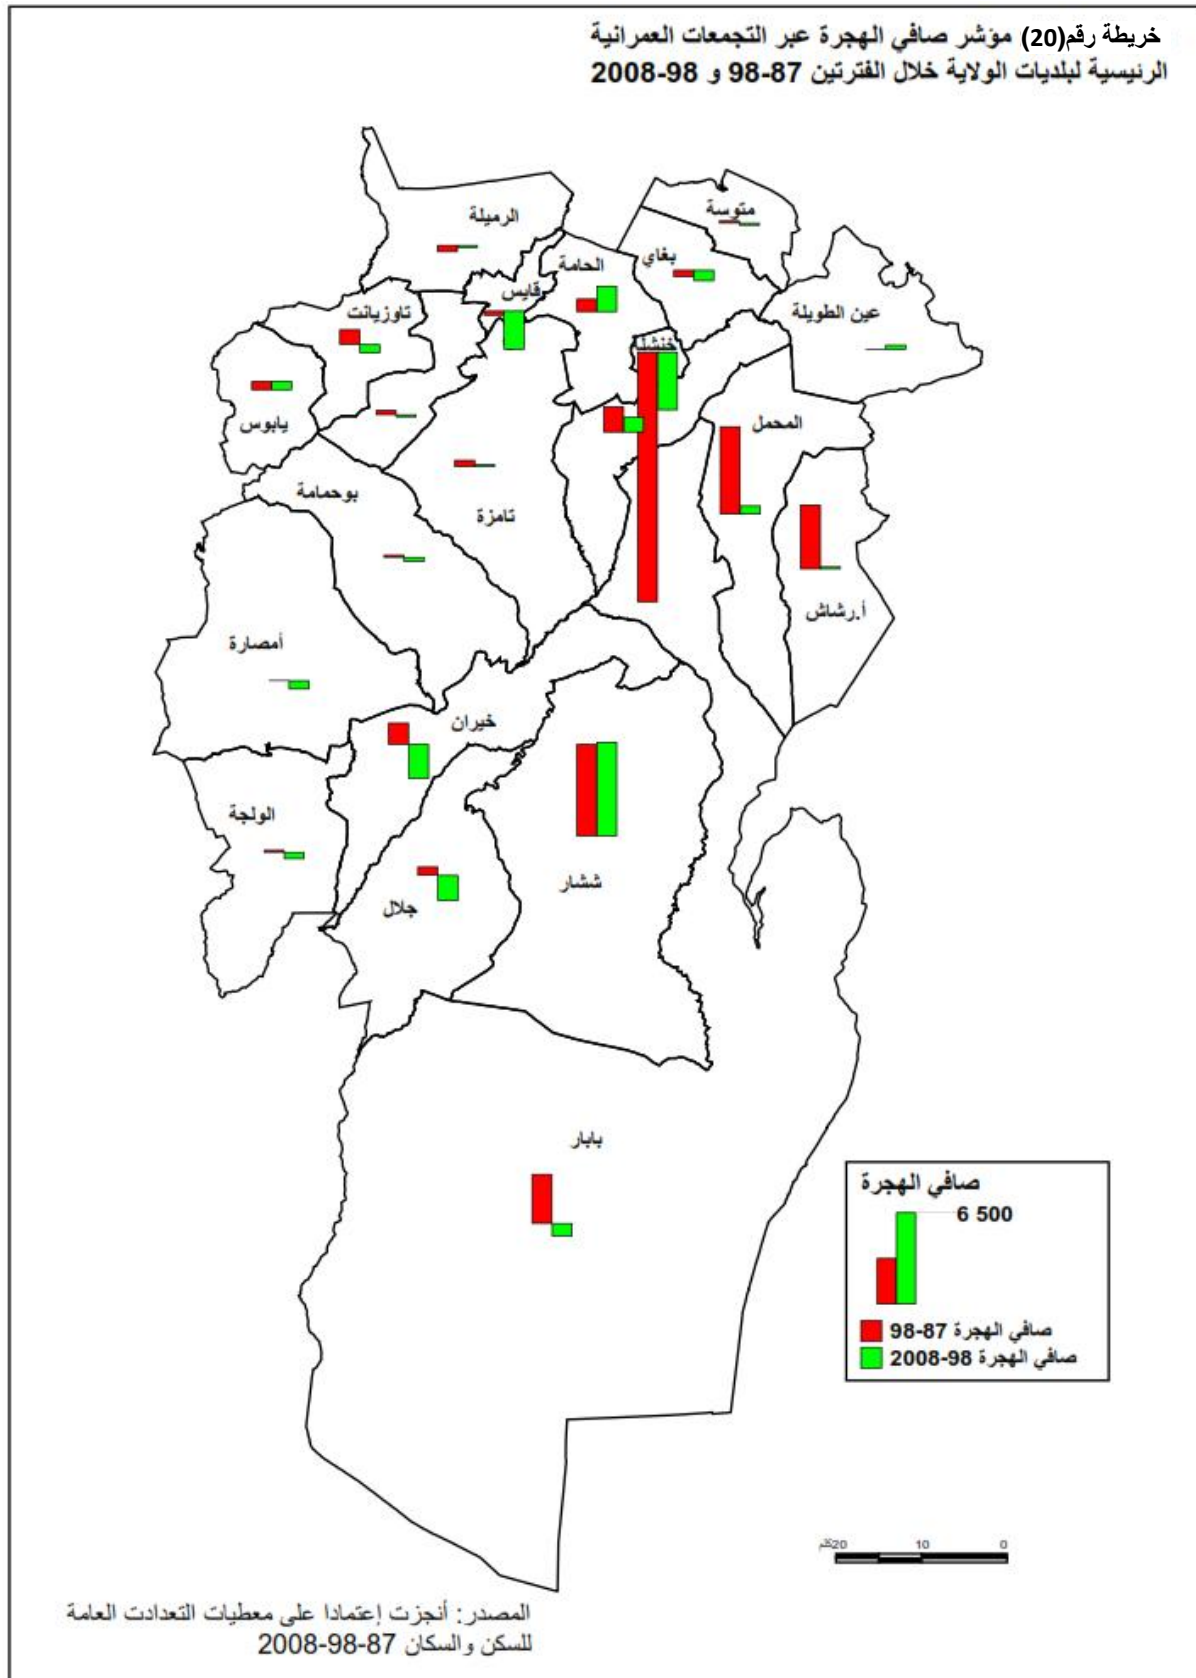 خريطة رقم(20) مؤشر صافي الهجرة عبر التجمعات العمرانية
الرئيسية لبلديات الولاية خلال الفترتين 87-98 و 98-2008
متوسة
الرميلة
بغاي
الحامة
قايس
عين الطويلة
تاوزيانت
خنشلة
يابوس
المحمل
بوحمامة
تامزة
أ.رشاش
أمصارة
خيران
الولجة
ششار
جلال
بابار
صافي الهجرة
6 500
صافي الهجرة 87-98
صافي الهجرة 98-2008
0 10 20كلم
المصدر: أنجزت إعتمادا على معطيات التعدادت العامة
للسكن والسكان 87-98-2008